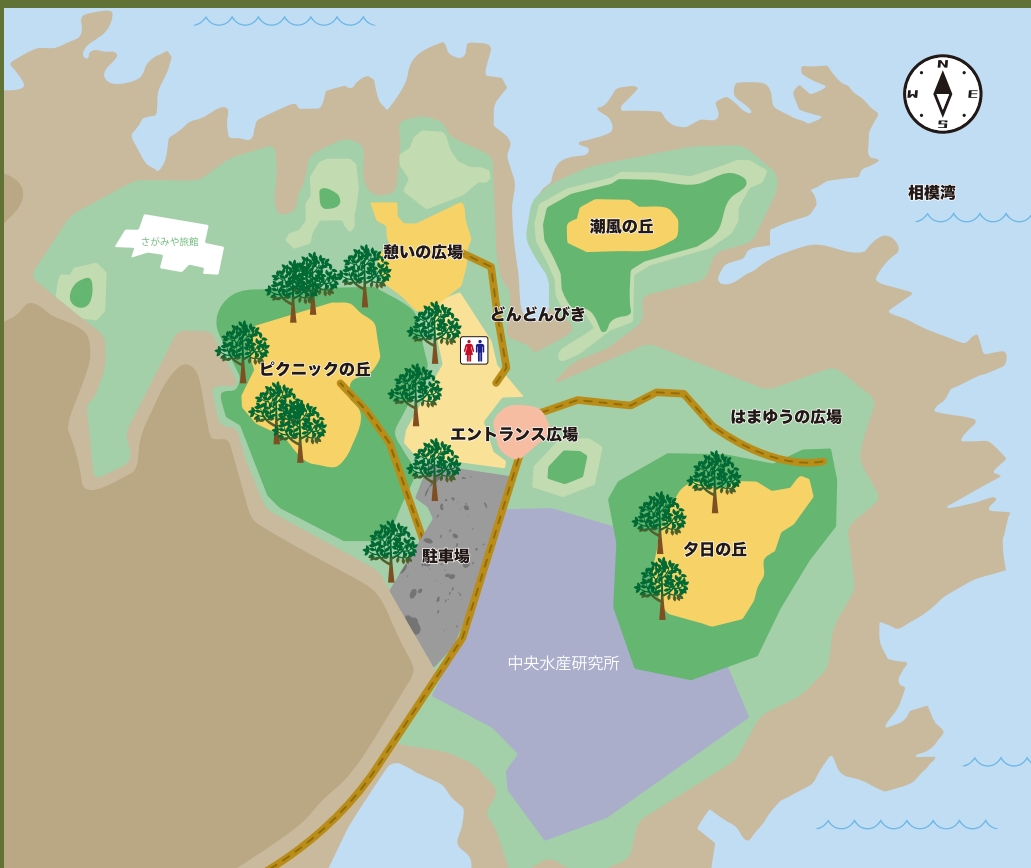 N
W E
S
相模湾
潮風の丘
さがみや旅館
憩いの広場
どんどんびき
ピクニックの丘
はまゆうの広場
エントランス広場
夕日の丘
駐車場
中央水産研究所